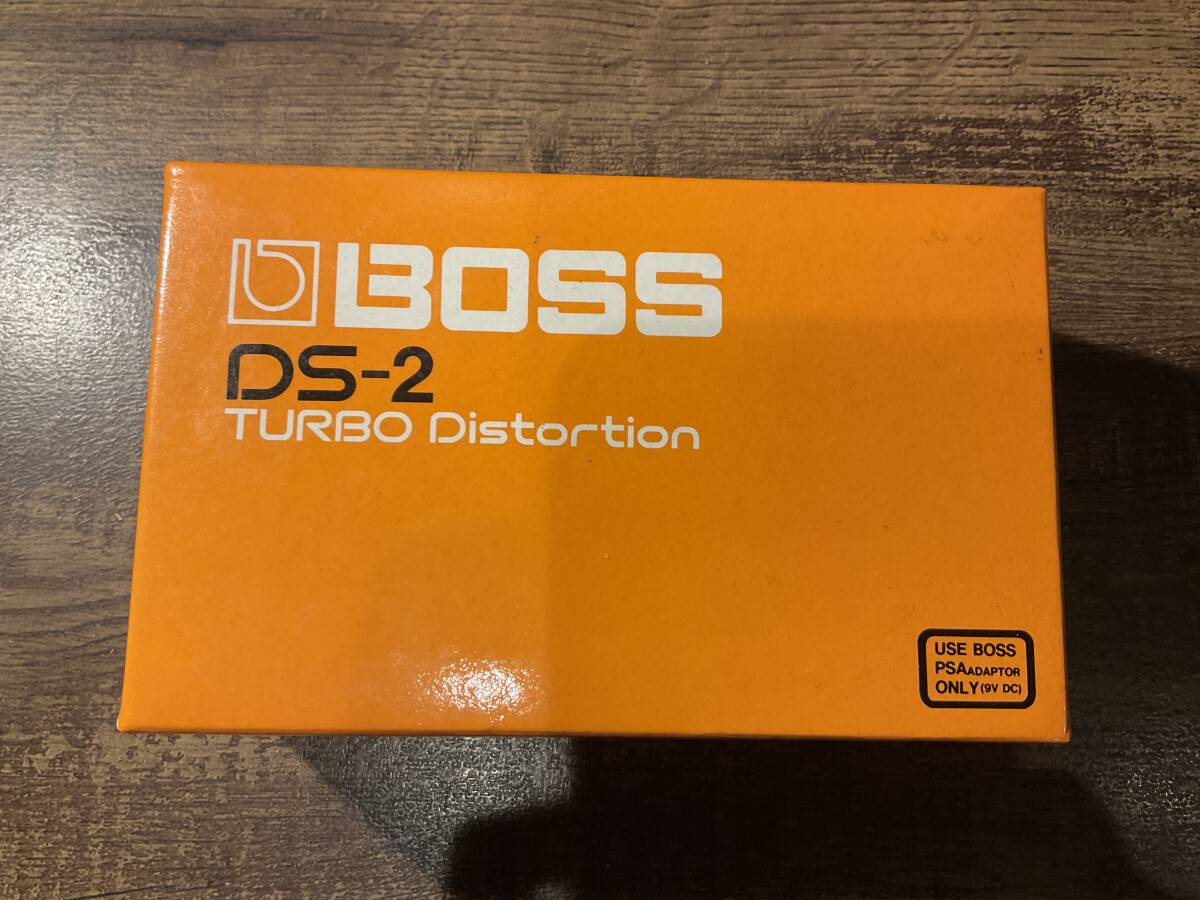 BOSS
DS-2
TURBO Distortion
USE BOSS
PSA ADAPTOR
ONLY (9V DC)